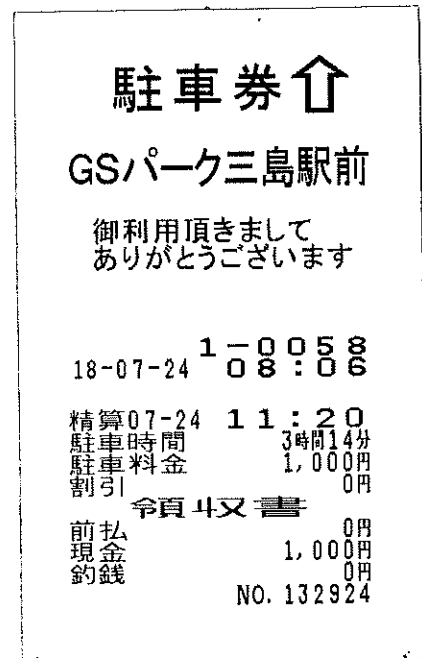 駐車券⇧
GSパーク三島駅前
御利用頂きまして
ありがとうございます
1-0058
18-07-24 08:06
精算07-24 11:20
駐車時間 3時間14分
駐車料金 1,000円
割引 0円
領収書
前払 0円
現金 1,000円
釣銭 0円
NO.132924